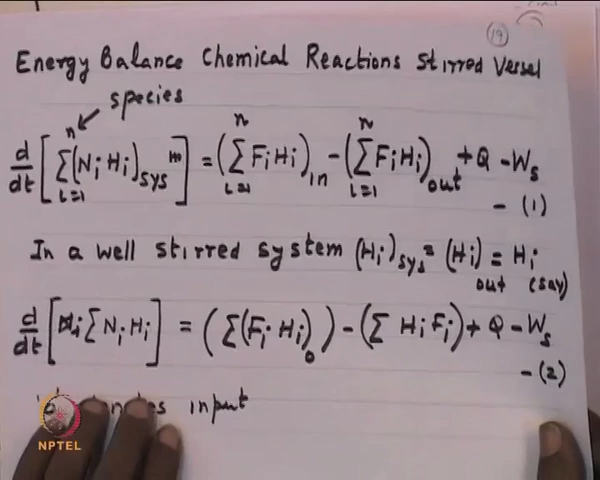 (19)
Energy Balance Chemical Reactions Stirred Vessel
species
d/dt [ n Σ i=1 (Ni Hi)sys ] = ( n Σ i=1 Fi Hi )in - ( n Σ i=1 Fi Hi )out + Q - Ws
- (1)
In a well stirred system (Hi)sys = (Hi)out = Hi (say)
d/dt [ Σ Ni Hi ] = ( Σ (Fi Hi)o ) - ( Σ Hi Fi ) + Q - Ws
- (2)
input
NPTEL